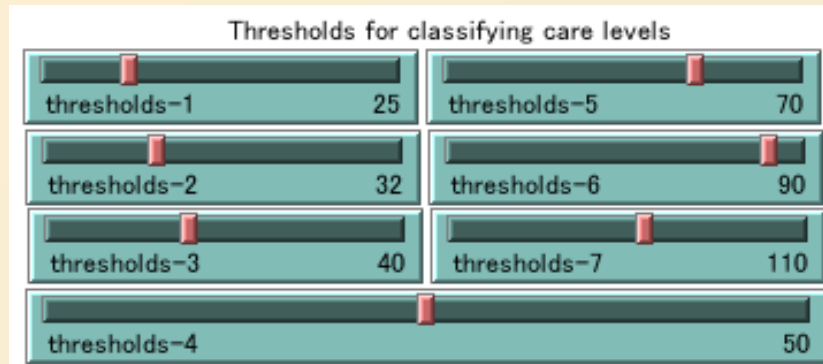 Thresholds for classifying care levels
thresholds-1 25
thresholds-5 70
thresholds-2 32
thresholds-6 90
thresholds-3 40
thresholds-7 110
thresholds-4 50